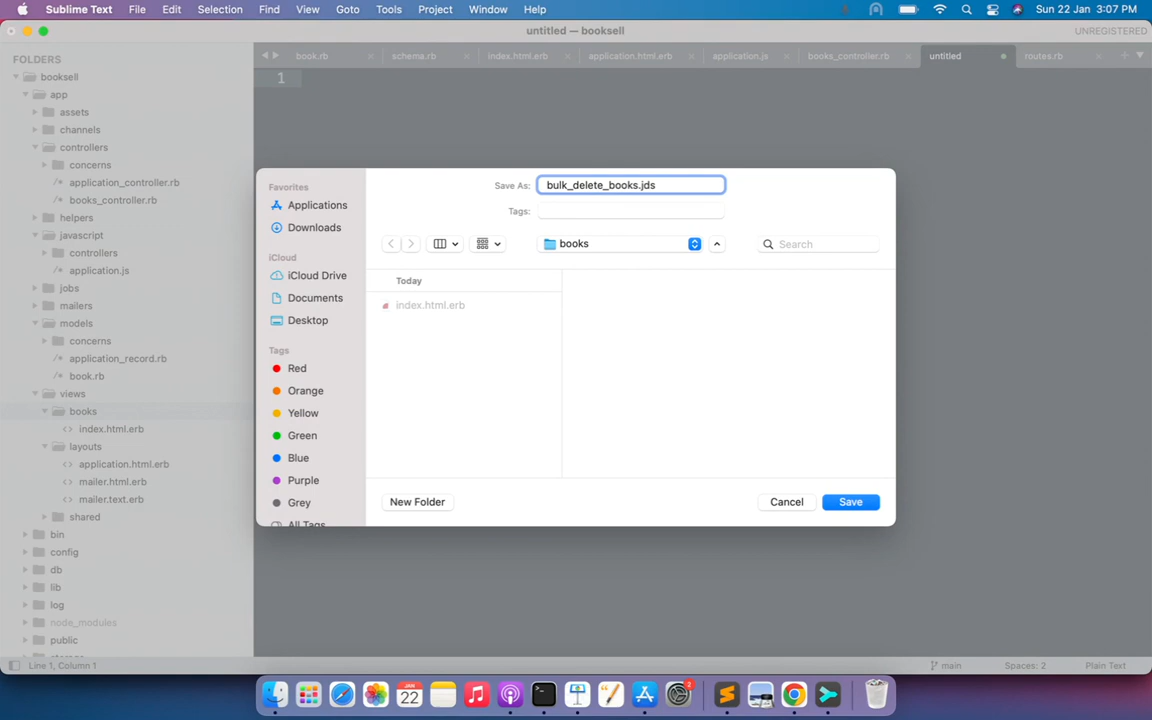 Sublime Text File Edit Selection Find View Goto Tools Project Window Help Sun 22 Jan 3:07 PM
untitled — booksell UNREGISTERED
FOLDERS
book.rb schema.rb index.html.erb application.html.erb application.js books_controller.rb untitled routes.rb
booksell
1
app
assets
channels
controllers
concerns
application_controller.rb
books_controller.rb
helpers
javascript
controllers
application.js
jobs
mailers
models
concerns
application_record.rb
book.rb
views
books
index.html.erb
layouts
application.html.erb
mailer.html.erb
mailer.text.erb
shared
bin
config
db
lib
log
node_modules
public
Favorites
Applications
Downloads
iCloud
iCloud Drive
Documents
Desktop
Tags
Red
Orange
Yellow
Green
Blue
Purple
Grey
All Tags
Save As: bulk_delete_books.jds
Tags:
books Search
Today
index.html.erb
New Folder Cancel Save
Line 1, Column 1 main Spaces: 2 Plain Text
JAN
22
2